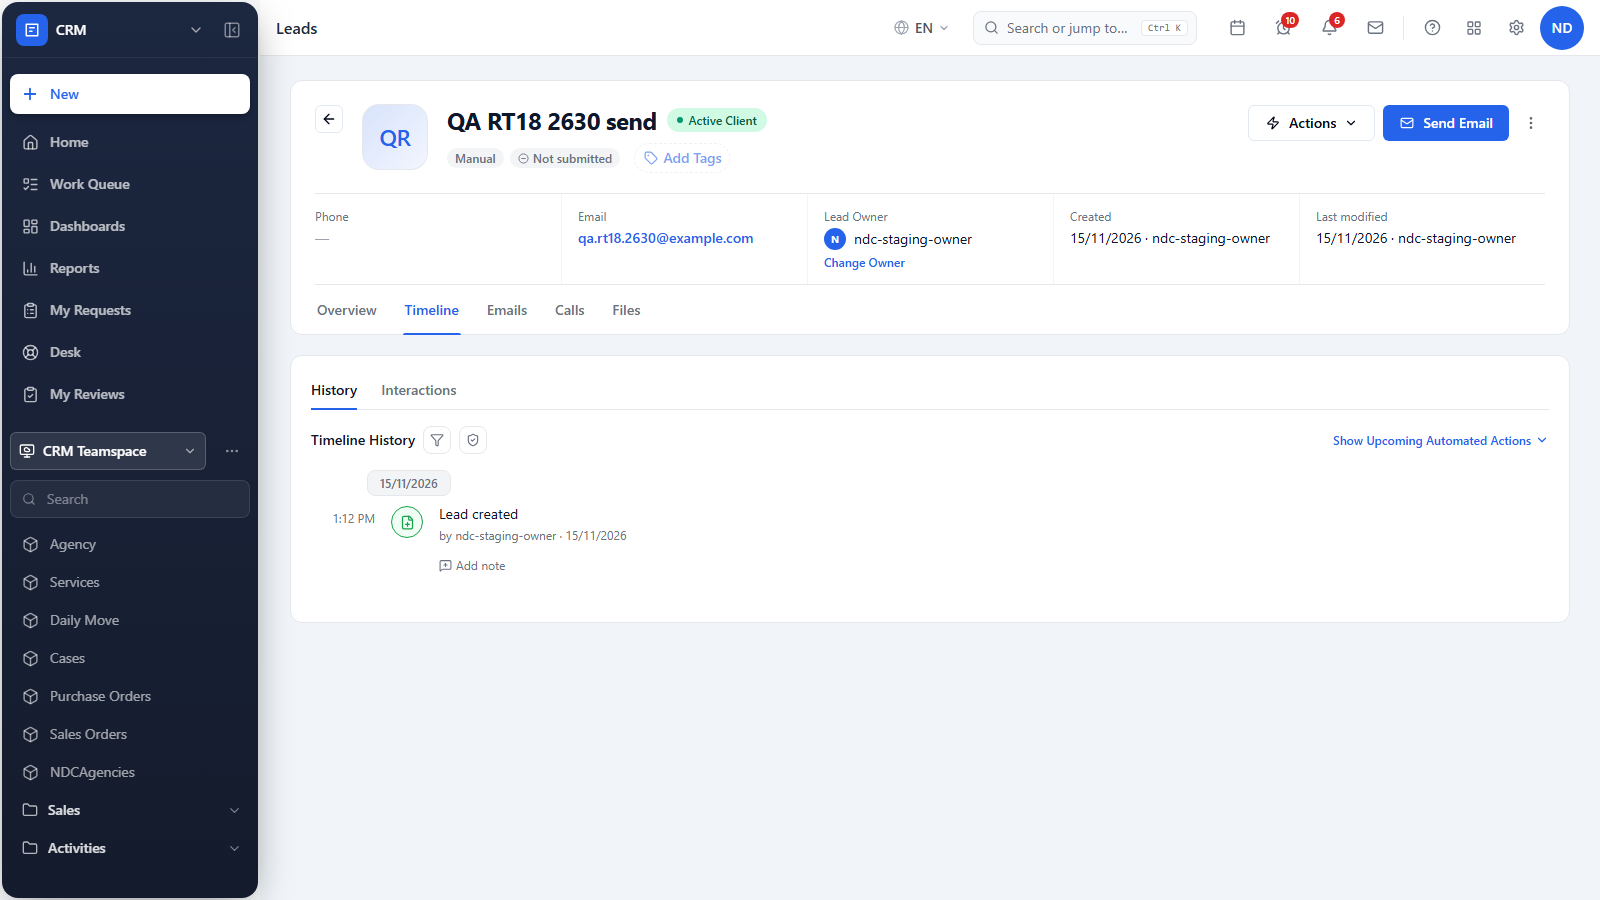 CRM
New
Home
Work Queue
Dashboards
Reports
My Requests
Desk
My Reviews
CRM Teamspace
Search
Agency
Services
Daily Move
Cases
Purchase Orders
Sales Orders
NDCAgencies
Sales
Activities
Leads
EN
Search or jump to... Ctrl K
10
6
ND
QR
QA RT18 2630 send
Active Client
Manual
Not submitted
Add Tags
Actions
Send Email
Phone
—
Email
qa.rt18.2630@example.com
Lead Owner
N ndc-staging-owner
Change Owner
Created
15/11/2026 · ndc-staging-owner
Last modified
15/11/2026 · ndc-staging-owner
Overview
Timeline
Emails
Calls
Files
History
Interactions
Timeline History
Show Upcoming Automated Actions
15/11/2026
1:12 PM
Lead created
by ndc-staging-owner · 15/11/2026
Add note